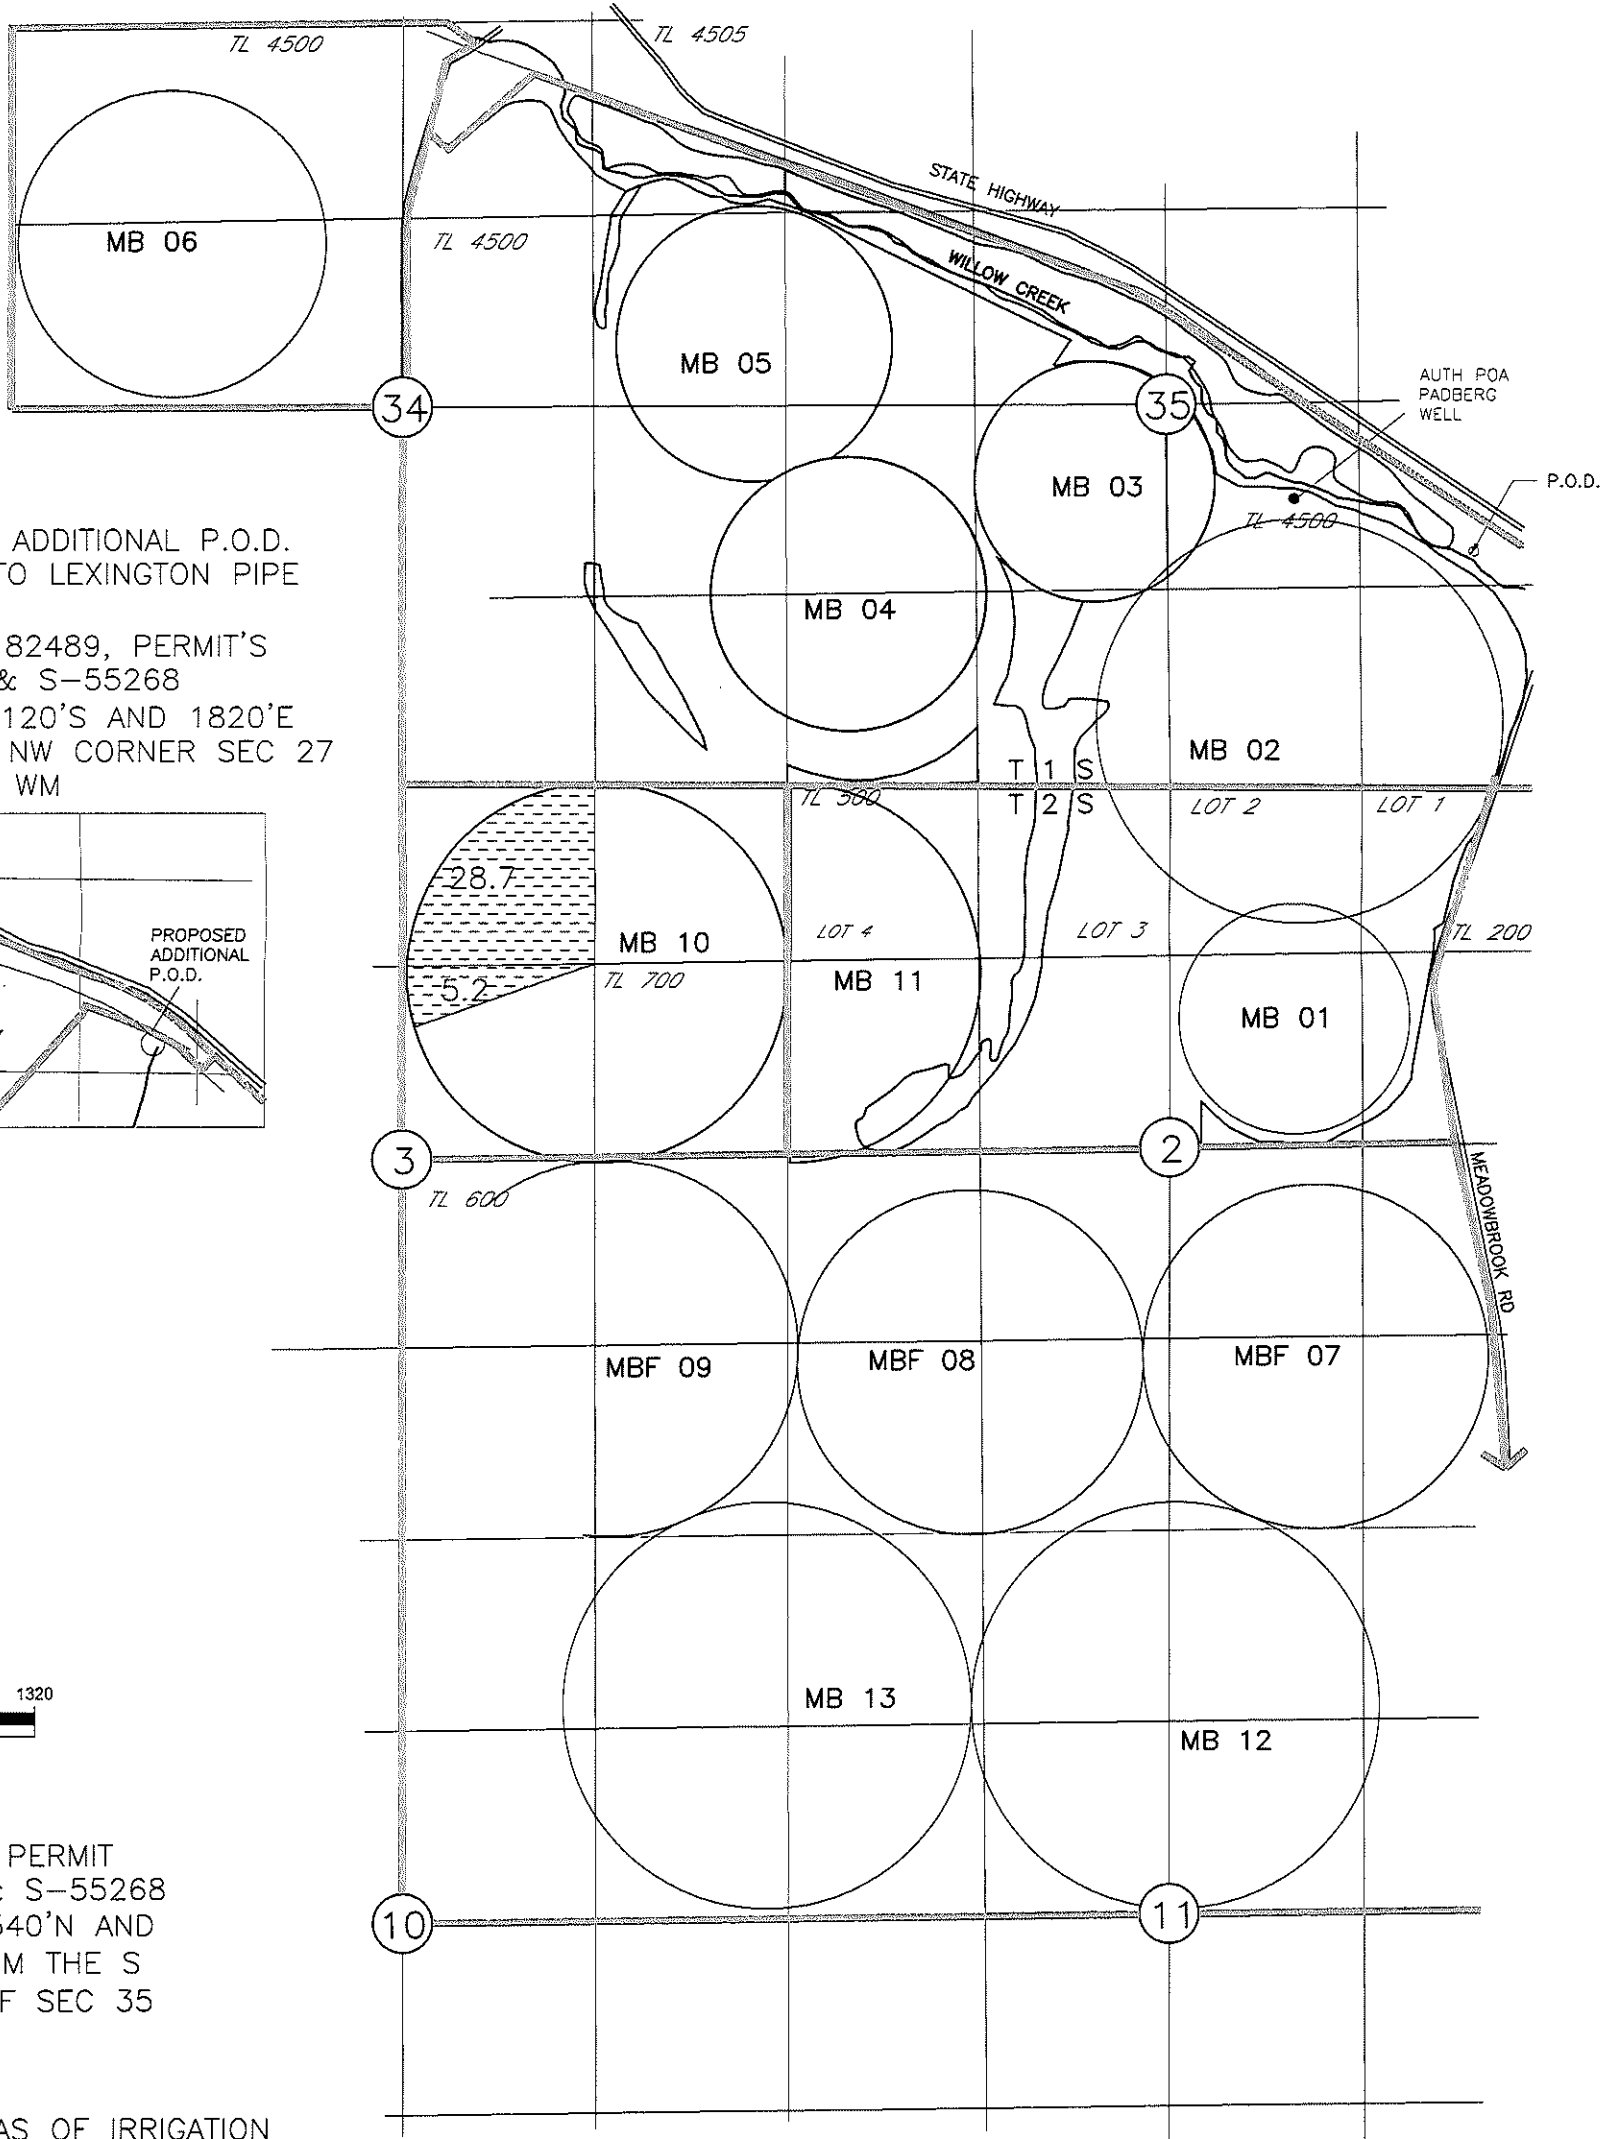 TL 4500
TL 4505
STATE HIGHWAY
MB 06
TL 4500
WILLOW CREEK
MB 05
AUTH POA
PADBERG
WELL
34
35
MB 03
P.O.D.
TL 4500
ADDITIONAL P.O.D.
TO LEXINGTON PIPE
MB 04
82489, PERMIT'S
& S-55268
120'S AND 1820'E
NW CORNER SEC 27
WM
MB 02
T 1 S
T 2 S
TL 500
LOT 2
LOT 1
28.7
PROPOSED
ADDITIONAL
P.O.D.
MB 10
LOT 4
LOT 3
TL 200
5.2
TL 700
MB 11
MB 01
3
2
TL 600
MEADOWBROOK RD
MBF 09
MBF 08
MBF 07
1320
MB 13
MB 12
PERMIT
S-55268
540'N AND
M THE S
F SEC 35
10
11
AS OF IRRIGATION